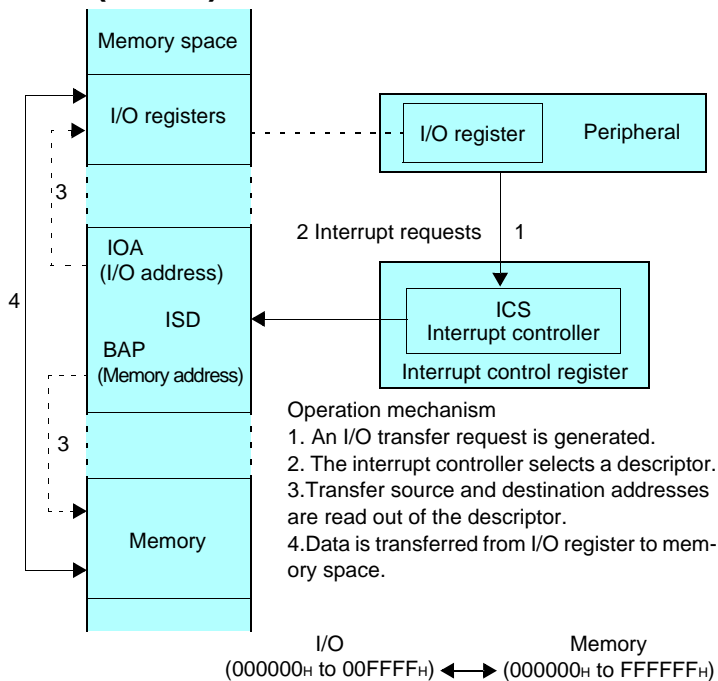 Memory space
I/O registers
I/O register
Peripheral
3
2 Interrupt requests
1
IOA
(I/O address)
ISD
BAP
(Memory address)
4
ICS
Interrupt controller
Interrupt control register
3
Memory
Operation mechanism
1. An I/O transfer request is generated.
2. The interrupt controller selects a descriptor.
3.Transfer source and destination addresses
are read out of the descriptor.
4.Data is transferred from I/O register to mem-
ory space.
I/O
(000000H to 00FFFFH)
Memory
(000000H to FFFFFFH)